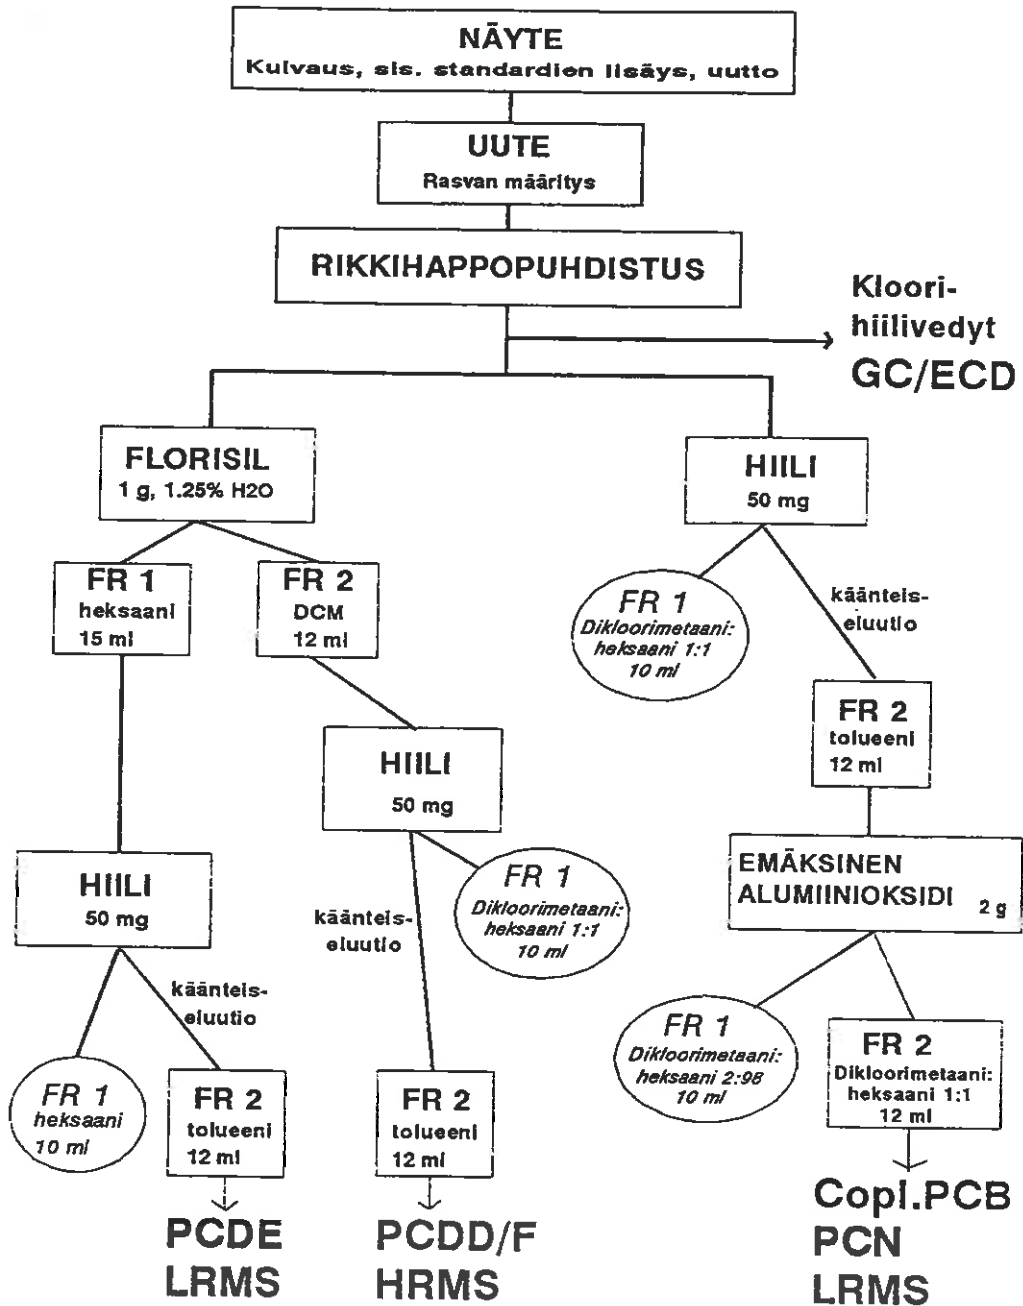 NÄYTE
Kuivaus, sis. standardien lisäys, uutto
UUTE
Rasvan määritys
RIKKIHAPPOPUHDISTUS
Kloori-
hiilivedyt
GC/ECD
FLORISIL
1 g, 1.25% H2O
HIILI
50 mg
FR 1
heksaani
15 ml
FR 2
DCM
12 ml
FR 1
Dikloorimetaani:
heksaani 1:1
10 ml
käänteis-
eluutio
FR 2
tolueeni
12 ml
HIILI
50 mg
HIILI
50 mg
FR 1
Dikloorimetaani:
heksaani 1:1
10 ml
käänteis-
eluutio
EMÄKSINEN
ALUMIINIOKSIDI 2 g
käänteis-
eluutio
FR 1
heksaani
10 ml
FR 2
tolueeni
12 ml
FR 2
tolueeni
12 ml
FR 1
Dikloorimetaani:
heksaani 2:98
10 ml
FR 2
Dikloorimetaani:
heksaani 1:1
12 ml
PCDE
LRMS
PCDD/F
HRMS
Copl.PCB
PCN
LRMS